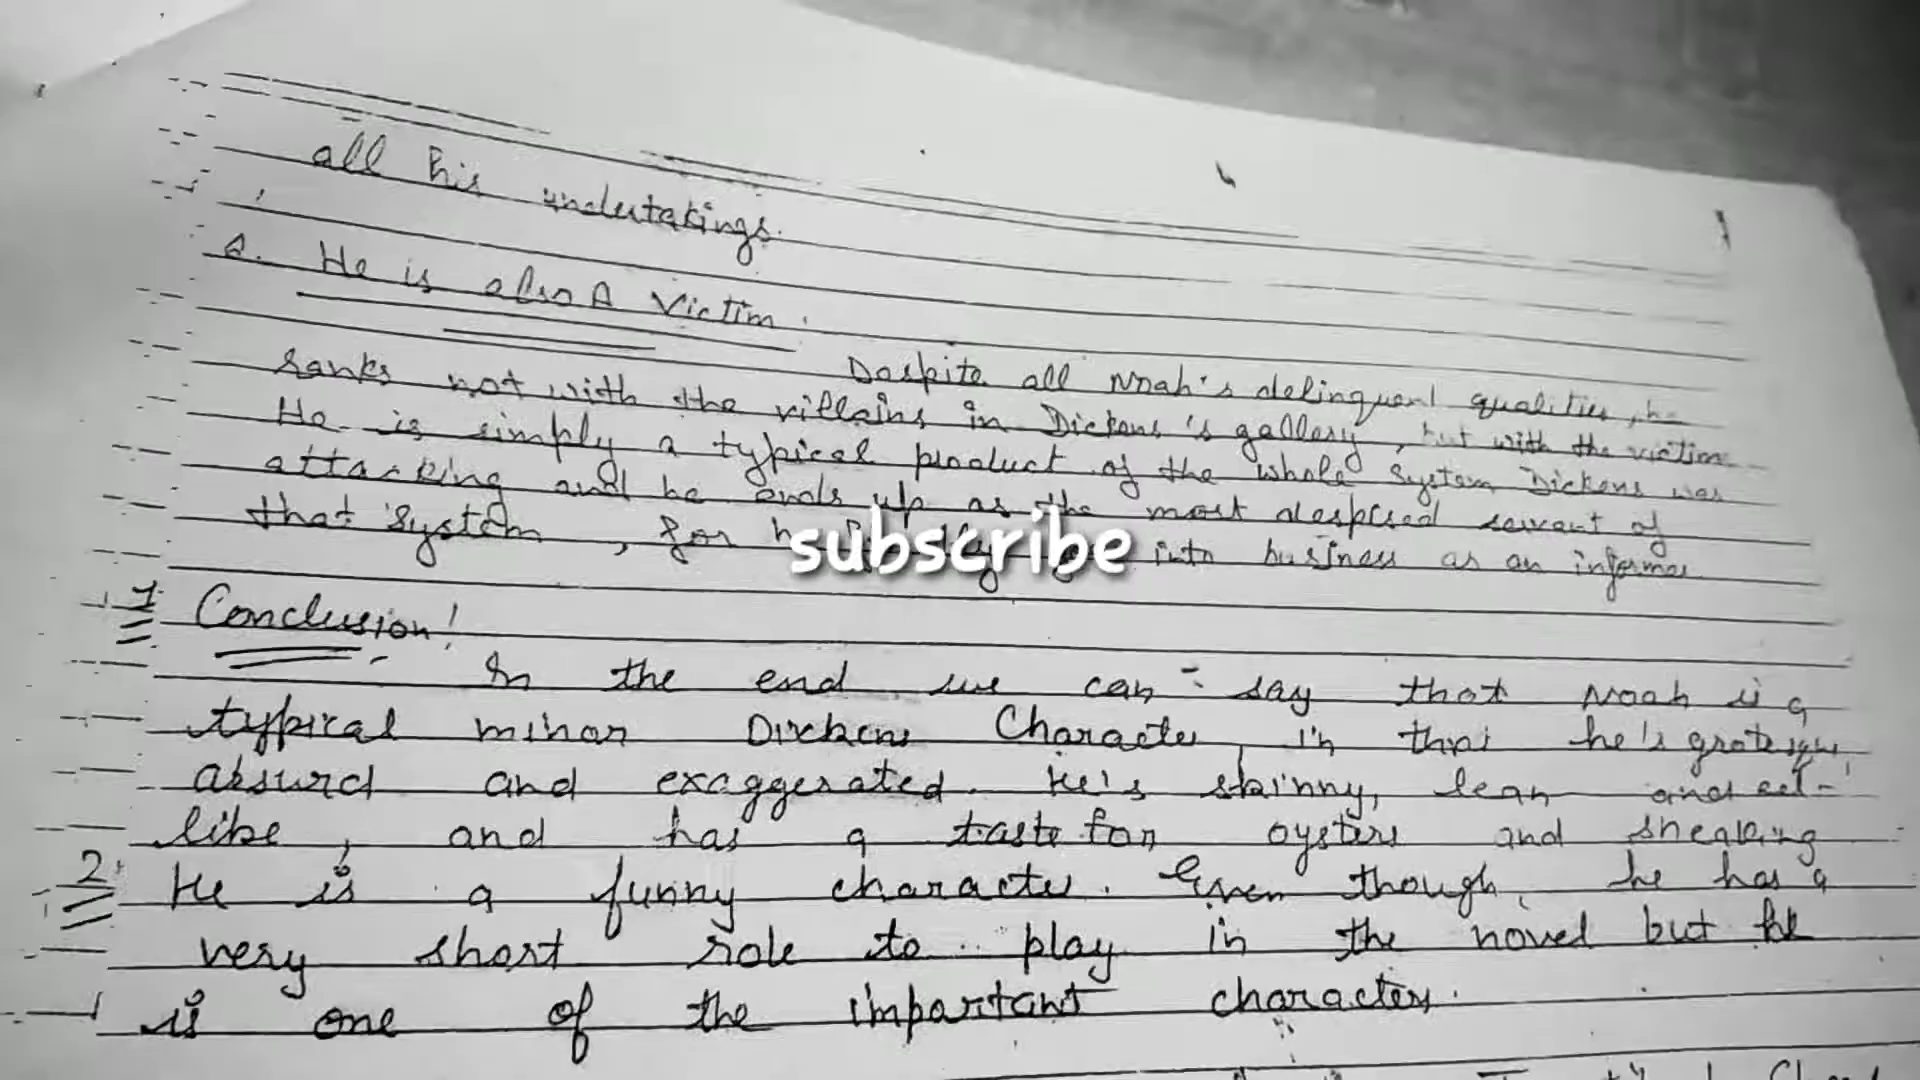 all his undertakings.
He is also A Victim.
Despite all Noah's delinquent qualities, he
ranks not with the villains in Dickens's gallery, but with the victim
He is simply a typical product of the whole system Dickens was
attacking and he ends up as the most despised servant of
that system, for into business as an informer
subscribe
1 Conclusion!
In the end we can say that Noah is a
typical minor Dickens Character, in that he's grotesque
absurd and exaggerated. He's skinny, lean and eel-
like, and has a taste for oysters and sneaking
2. He is a funny character. Even though, he has a
very short role to play in the novel but he
is one of the important characters.